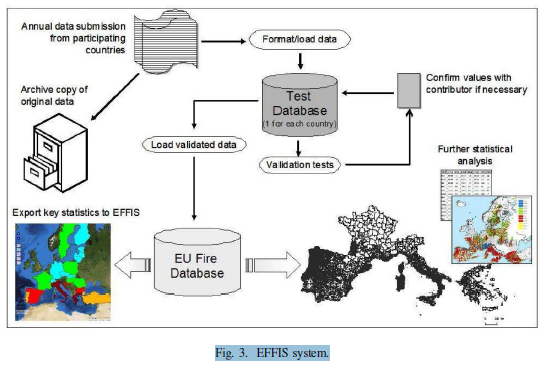 Annual data submission
from participating
countries
Format/load data
Archive copy of
original data
Test
Database
(1 for each country)
Confirm values with
contributor if necessary
Load validated data
Validation tests
Further statistical
analysis
Export key statistics to EFFIS
EU Fire
Database
Fig. 3. EFFIS system.